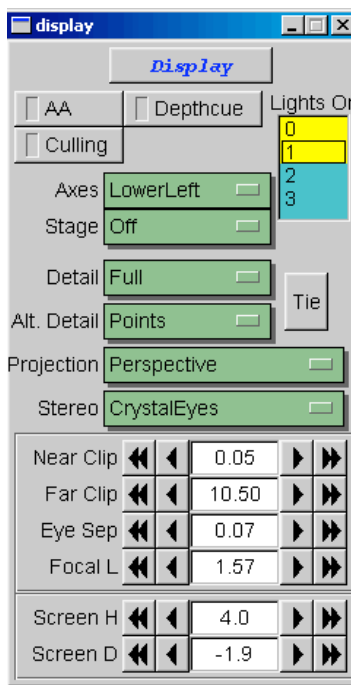 display
Display
AA Depthcue Lights On
Culling
0
1
2
3
Axes LowerLeft
Stage Off
Detail Full
Tie
Alt. Detail Points
Projection Perspective
Stereo CrystalEyes
Near Clip 0.05
Far Clip 10.50
Eye Sep 0.07
Focal L 1.57
Screen H 4.0
Screen D -1.9